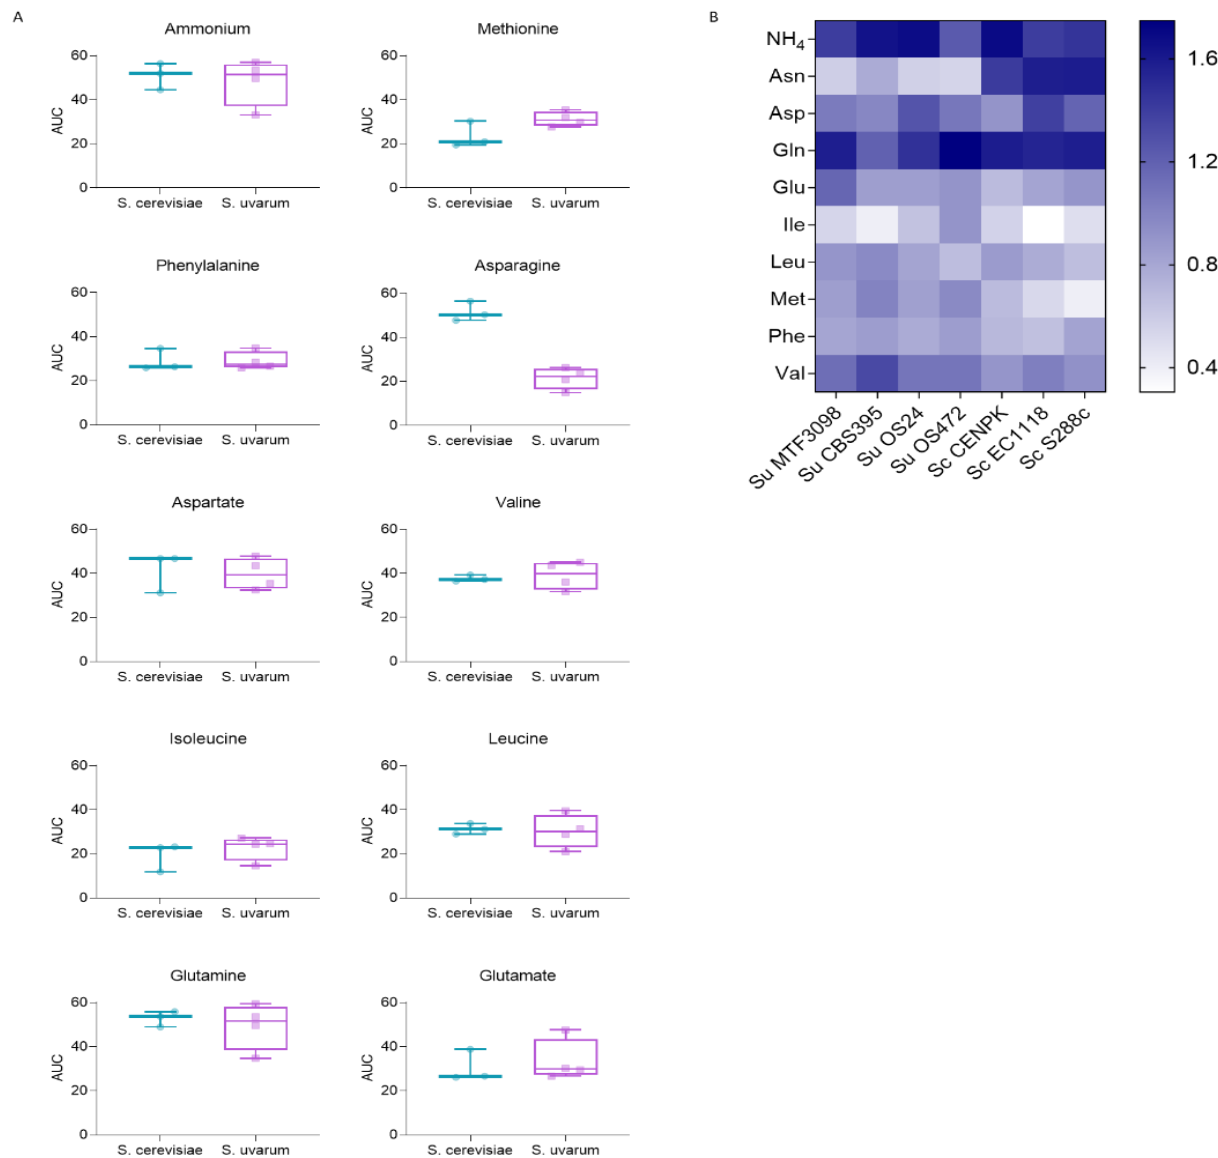 A
B
Ammonium
Methionine
AUC
60
40
20
0
S. cerevisiae
S. uvarum
AUC
60
40
20
0
S. cerevisiae
S. uvarum
Phenylalanine
Asparagine
AUC
60
40
20
0
S. cerevisiae
S. uvarum
AUC
60
40
20
0
S. cerevisiae
S. uvarum
Aspartate
Valine
AUC
60
40
20
0
S. cerevisiae
S. uvarum
AUC
60
40
20
0
S. cerevisiae
S. uvarum
Isoleucine
Leucine
AUC
60
40
20
0
S. cerevisiae
S. uvarum
AUC
60
40
20
0
S. cerevisiae
S. uvarum
Glutamine
Glutamate
AUC
60
40
20
0
S. cerevisiae
S. uvarum
AUC
60
40
20
0
S. cerevisiae
S. uvarum
NH4
Asn
Asp
Gln
Glu
Ile
Leu
Met
Phe
Val
Su MTF3098
Su CBS395
Su OS24
Su OS472
Sc CENPK
Sc EC1118
Sc S288c
1.6
1.2
0.8
0.4